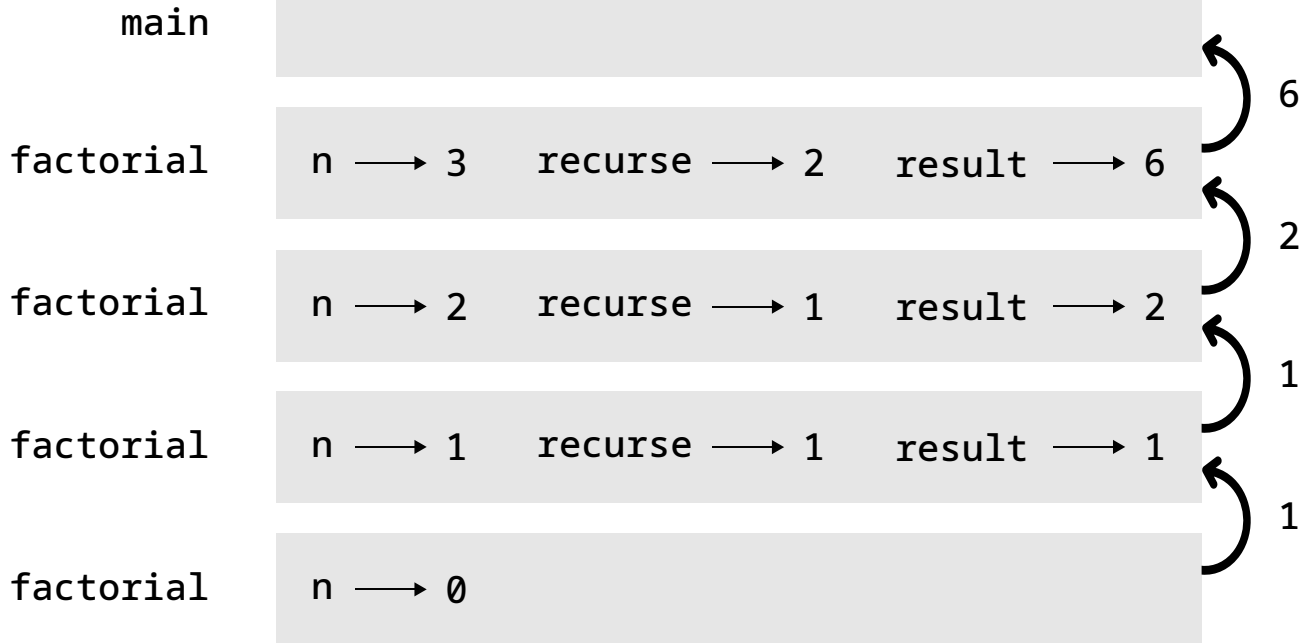 main
6
factorial n 3 recurse 2 result 6
2
factorial n 2 recurse 1 result 2
1
factorial n 1 recurse 1 result 1
1
factorial n 0